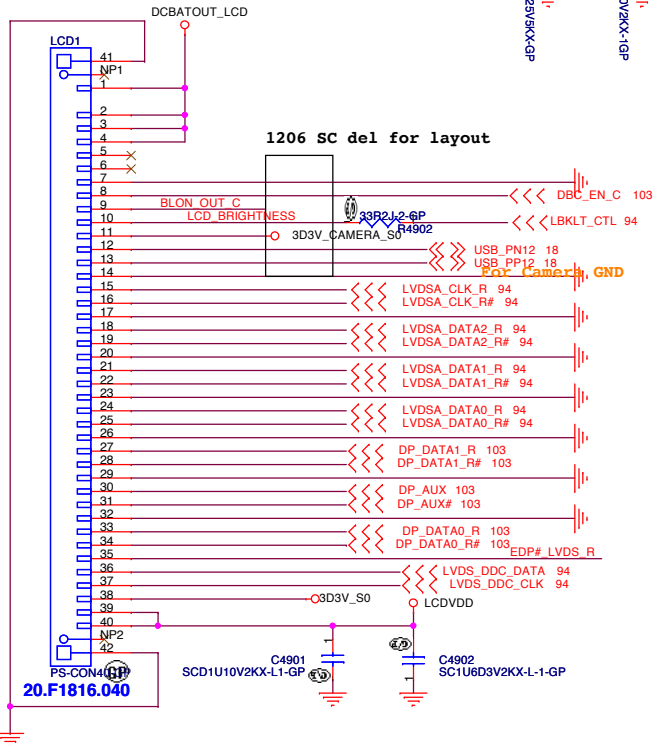 DCBATOUT_LCD
25V5KX-GP
0V2KX-1GP
LCD1
41
NP1
1
2
3
4
1206 SC del for layout
5
6
7
8 DBC_EN_C 103
9 BLON_OUT_C
10 LCD_BRIGHTNESS 33R2J-2-GP LBKLT_CTL 94
R4902
11 3D3V_CAMERA_S0
12 USB_PN12 18
13 USB_PP12 18
14 For Camera GND
15 LVDSA_CLK_R 94
16 LVDSA_CLK_R# 94
17
18 LVDSA_DATA2_R 94
19 LVDSA_DATA2_R# 94
20
21 LVDSA_DATA1_R 94
22 LVDSA_DATA1_R# 94
23
24 LVDSA_DATA0_R 94
25 LVDSA_DATA0_R# 94
26
27 DP_DATA1_R 103
28 DP_DATA1_R# 103
29
30 DP_AUX 103
31 DP_AUX# 103
32
33 DP_DATA0_R 103
34 DP_DATA0_R# 103
35 EDP#_LVDS_R
36 LVDS_DDC_DATA 94
37 LVDS_DDC_CLK 94
38 3D3V_S0 LCDVDD
39
40
NP2
42
1
1
C4901
SCD1U10V2KX-L1-GP
C4902
SC1U6D3V2KX-L-1-GP
20.F1816.040